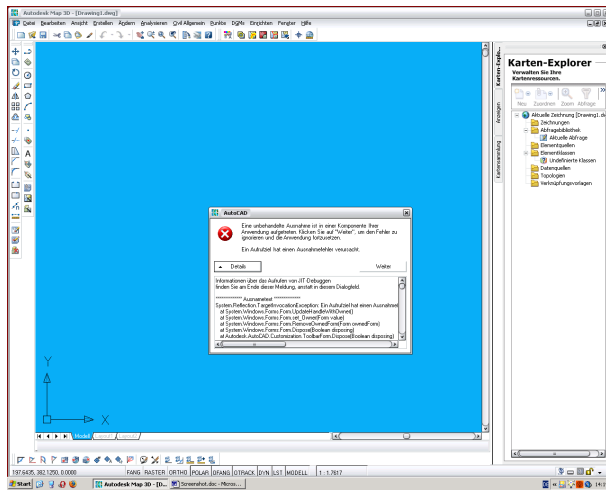 Autodesk Map 3D - [Drawing1.dwg]
Datei Bearbeiten Ansicht Erstellen Ändern Analysieren Civil Allgemein Punkte DGMs Einrichten Fenster Hilfe
Karten-Explorer
Verwalten Sie Ihre
Kartenressourcen.
Neu Zuordnen Zoom Abfrage
Karten-Explo...
Anzeigen
Kartensammlung
Aktuelle Zeichnung [Drawing1.dw
Zeichnungen
Abfragebibliothek
Aktuelle Abfrage
Elementquellen
Elementklassen
Undefinierte Klassen
Datenquellen
Topologien
Verknüpfungsvorlagen
AutoCAD
Eine unbehandelte Ausnahme ist in einer Komponente Ihrer
Anwendung aufgetreten. Klicken Sie auf "Weiter", um den Fehler zu
ignorieren und die Anwendung fortzusetzen.
Ein Aufrufziel hat einen Ausnahmefehler verursacht.
Details
Weiter
Informationen über das Aufrufen von JIT-Debuggen
finden Sie am Ende dieser Meldung, anstatt in diesem Dialogfeld.
************** Ausnahmetext **************
System.Reflection.TargetInvocationException: Ein Aufrufziel hat einen Ausnahmef
at System.Windows.Forms.Form.UpdateHandleWithOwner()
at System.Windows.Forms.Form.set_Owner(Form value)
at System.Windows.Forms.Form.RemoveOwnedForm(Form ownedForm)
at System.Windows.Forms.Form.Dispose(Boolean disposing)
at Autodesk.AutoCAD.Customization.ToolbarForm.Dispose(Boolean disposing)
Y
X
Modell Layout1 Layout2
197.6435, 382.1250, 0.0000 FANG RASTER ORTHO POLAR OFANG OTRACK DYN LST MODELL 1 : 1.7617
Start
Autodesk Map 3D - [D...
Screenshot.doc - Micros...